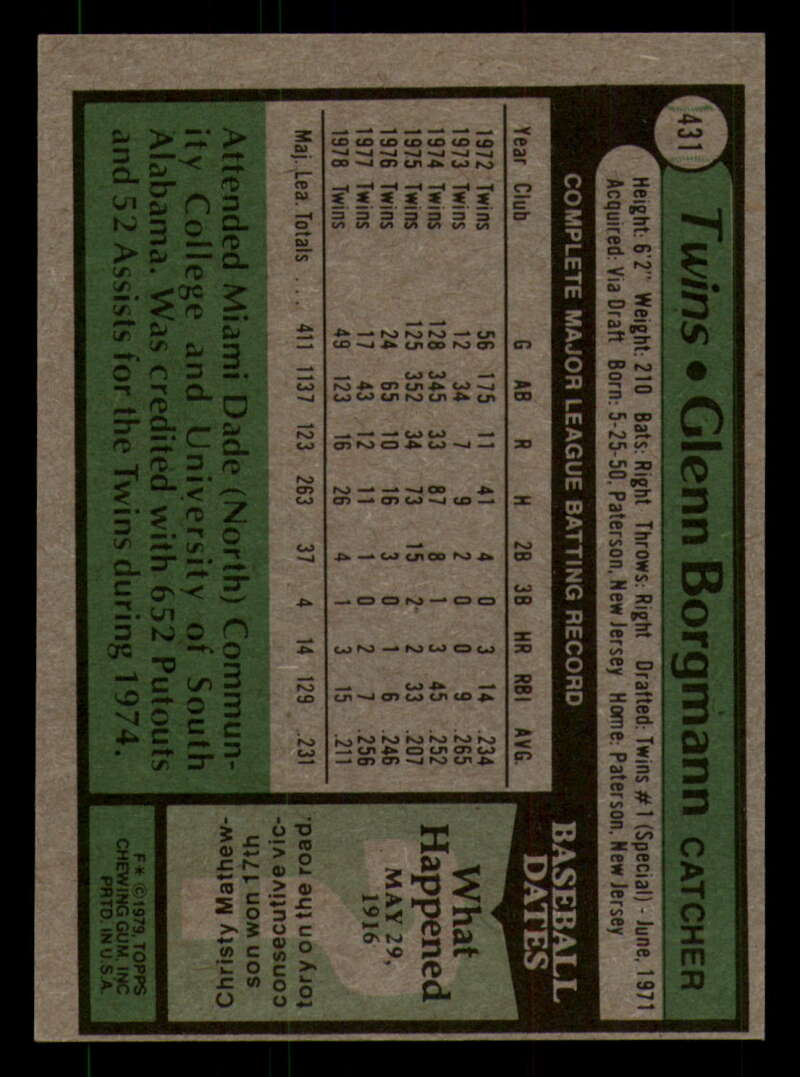 431
Twins • Glenn Borgmann CATCHER
Height: 6'2" Weight: 210 Bats: Right Throws: Right Drafted: Twins #1 (Special) - June, 1971
Acquired: Via Draft Born: 5-25-50, Paterson, New Jersey Home: Paterson, New Jersey
COMPLETE MAJOR LEAGUE BATTING RECORD
Year Club G AB R H 2B 3B HR RBI AVG.
1972 Twins 56 175 11 41 4 0 3 14 .234
1973 Twins 12 34 7 9 2 0 0 9 .265
1974 Twins 128 345 33 87 8 1 3 45 .252
1975 Twins 125 352 34 73 15 2 2 33 .207
1976 Twins 24 65 10 16 3 0 1 6 .246
1977 Twins 17 43 12 11 1 0 2 7 .256
1978 Twins 49 123 16 26 4 1 3 15 .211
Maj. Lea. Totals .... 411 1137 123 263 37 4 14 129 .231
Attended Miami Dade (North) Commun-
ity College and University of South
Alabama. Was credited with 652 Putouts
and 52 Assists for the Twins during 1974.
BASEBALL
DATES
What
Happened
MAY 29,
1916
Christy Mathew-
son won 17th
consecutive vic-
tory on the road.
F* ©1979, TOPPS
CHEWING GUM, INC
PRTD. IN U.S.A.